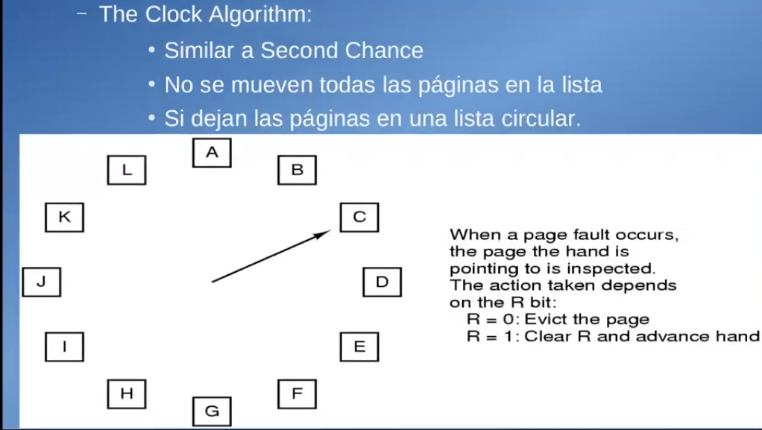 – The Clock Algorithm:
• Similar a Second Chance
• No se mueven todas las páginas en la lista
• Si dejan las páginas en una lista circular.
A
L
B
K
C
When a page fault occurs,
the page the hand is
pointing to is inspected.
The action taken depends
on the R bit:
R = 0: Evict the page
R = 1: Clear R and advance hand
J
D
I
E
H
F
G